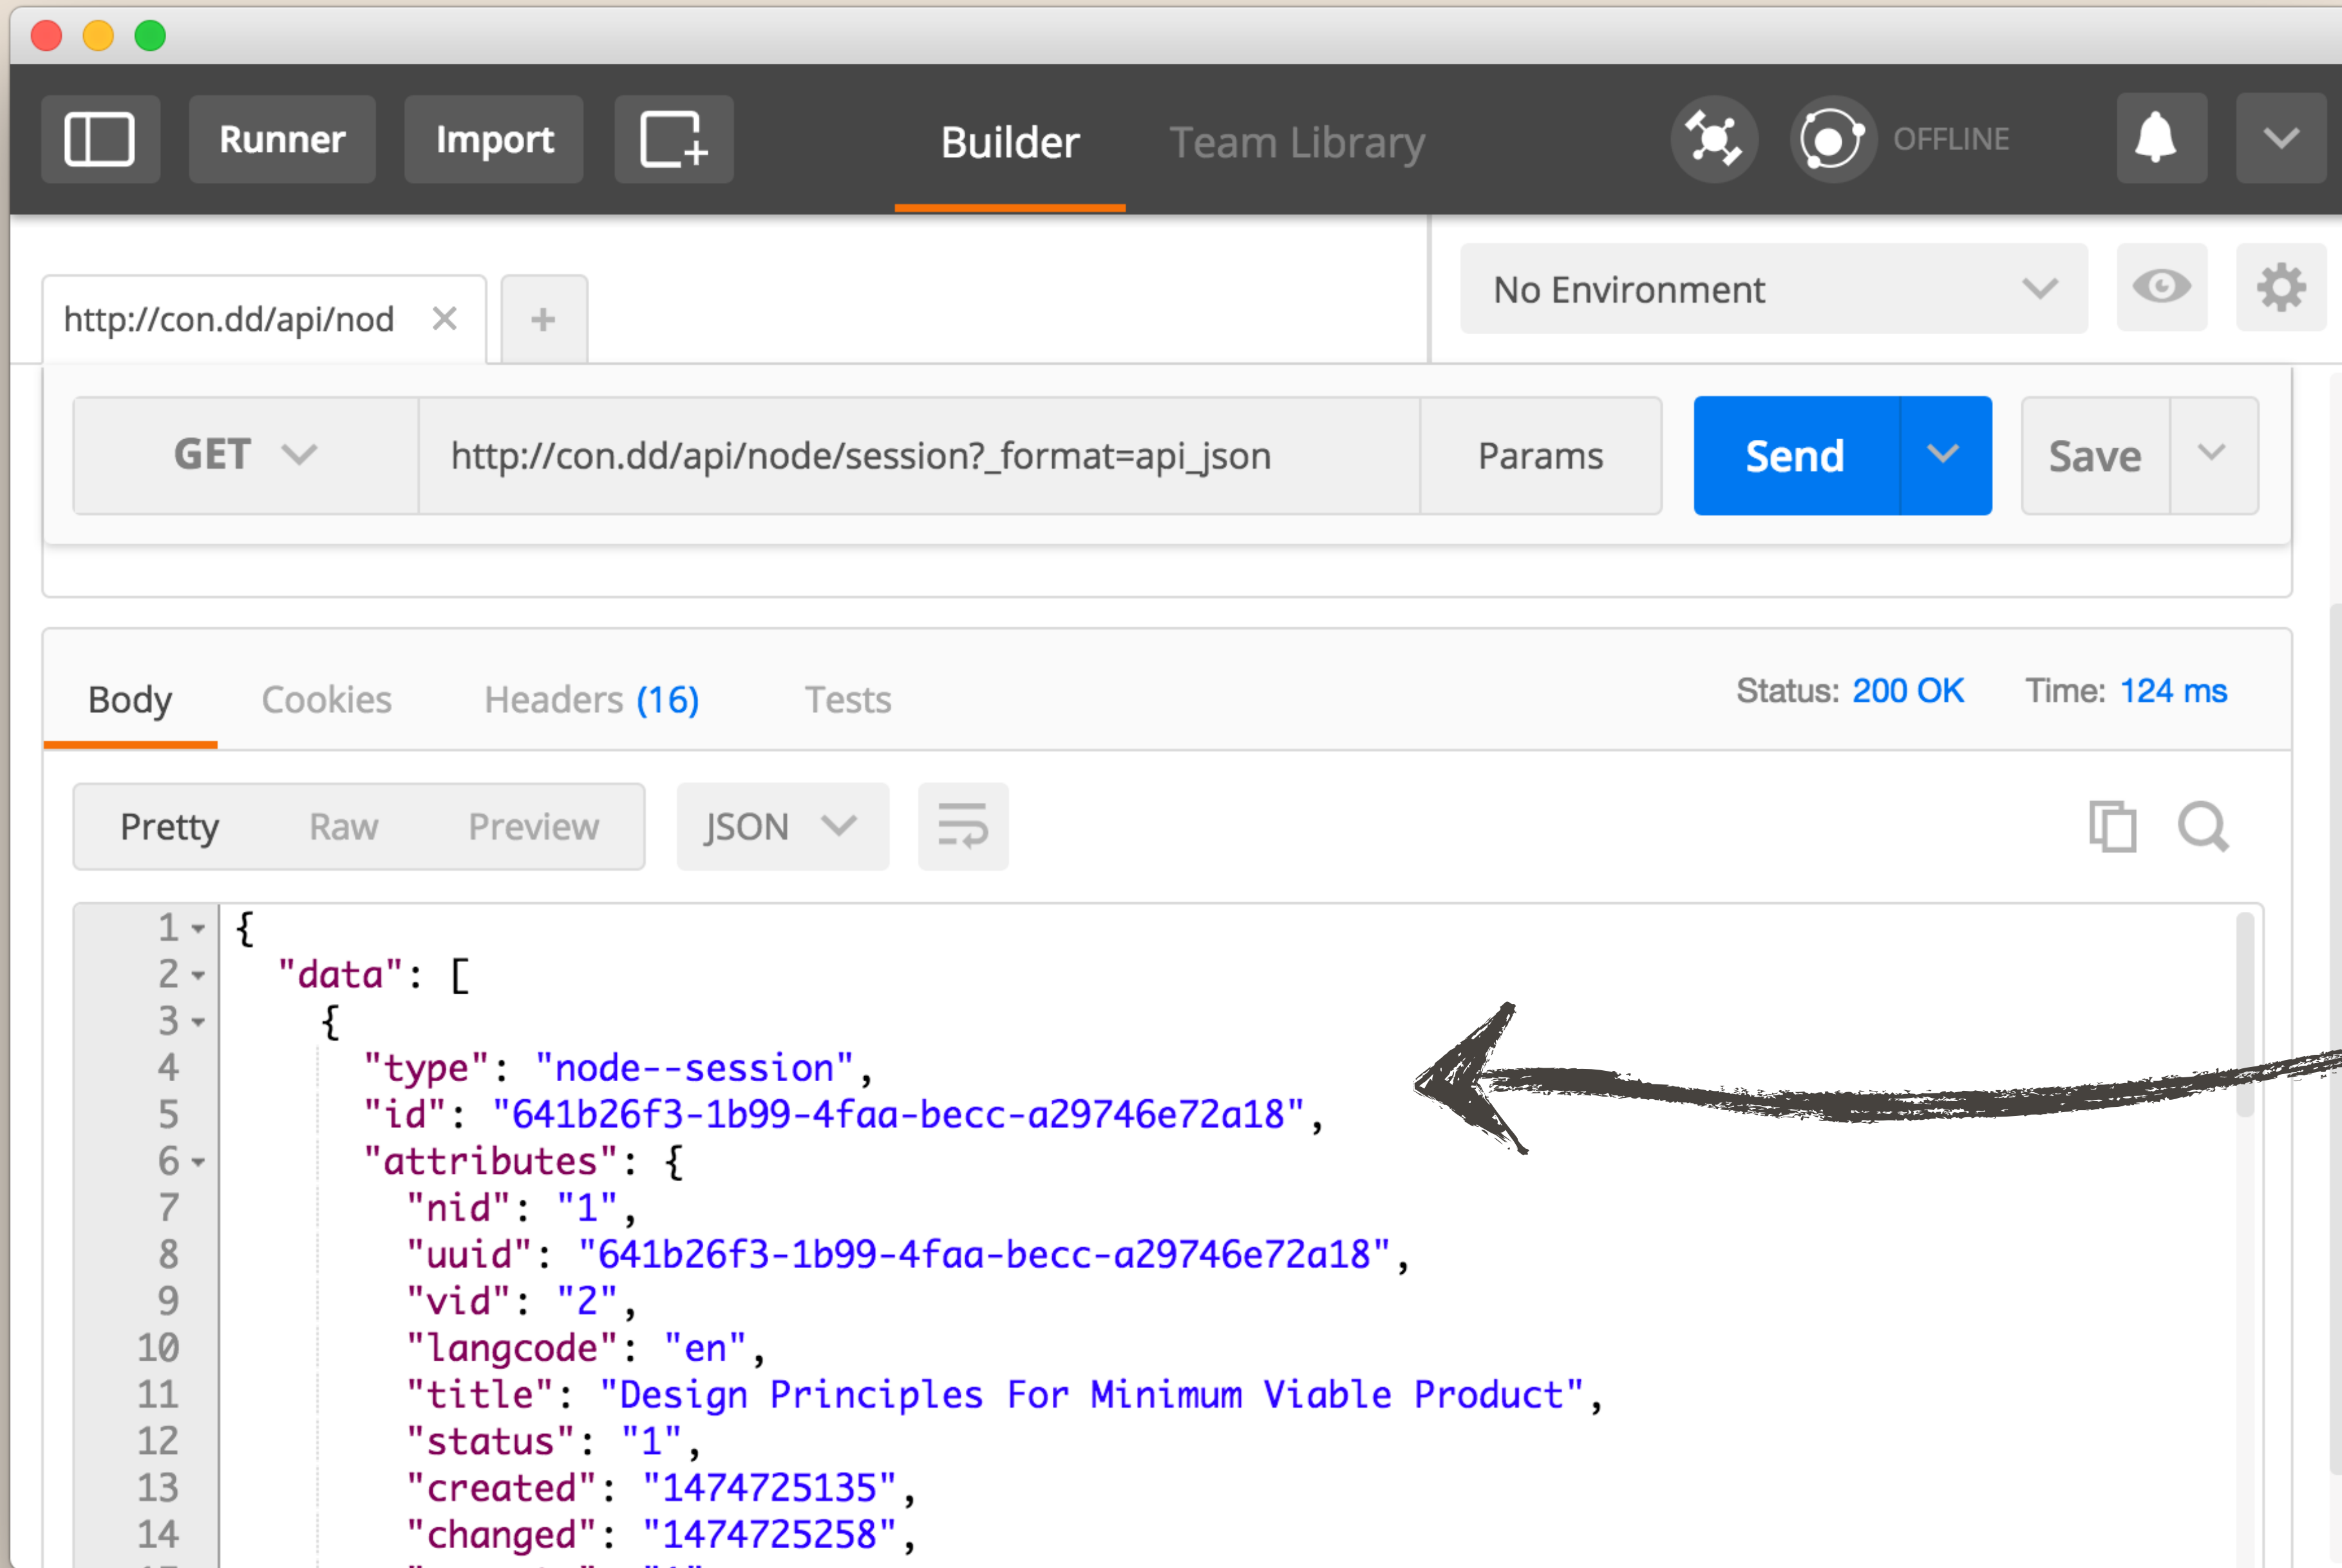 Runner Import Builder Team Library OFFLINE
http://con.dd/api/nod No Environment
GET http://con.dd/api/node/session?_format=api_json Params Send Save
Body Cookies Headers (16) Tests Status: 200 OK Time: 124 ms
Pretty Raw Preview JSON
1 {
2 "data": [
3 {
4 "type": "node--session",
5 "id": "641b26f3-1b99-4faa-becc-a29746e72a18",
6 "attributes": {
7 "nid": "1",
8 "uuid": "641b26f3-1b99-4faa-becc-a29746e72a18",
9 "vid": "2",
10 "langcode": "en",
11 "title": "Design Principles For Minimum Viable Product",
12 "status": "1",
13 "created": "1474725135",
14 "changed": "1474725258",